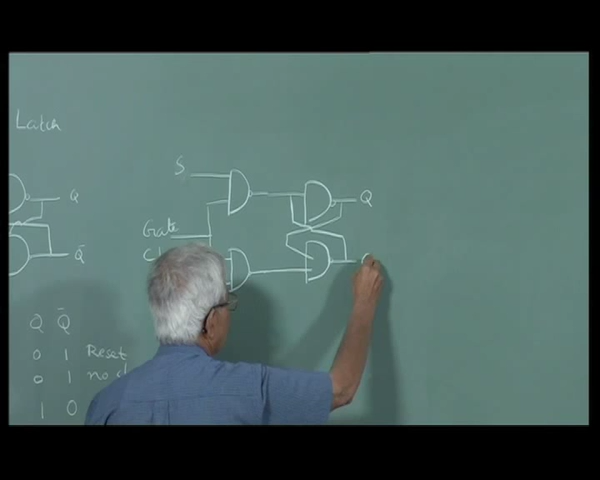 Latch
Q
Q̄
Q Q̄
0 1 Reset
0 1 no
1 0
S
Gate
Q